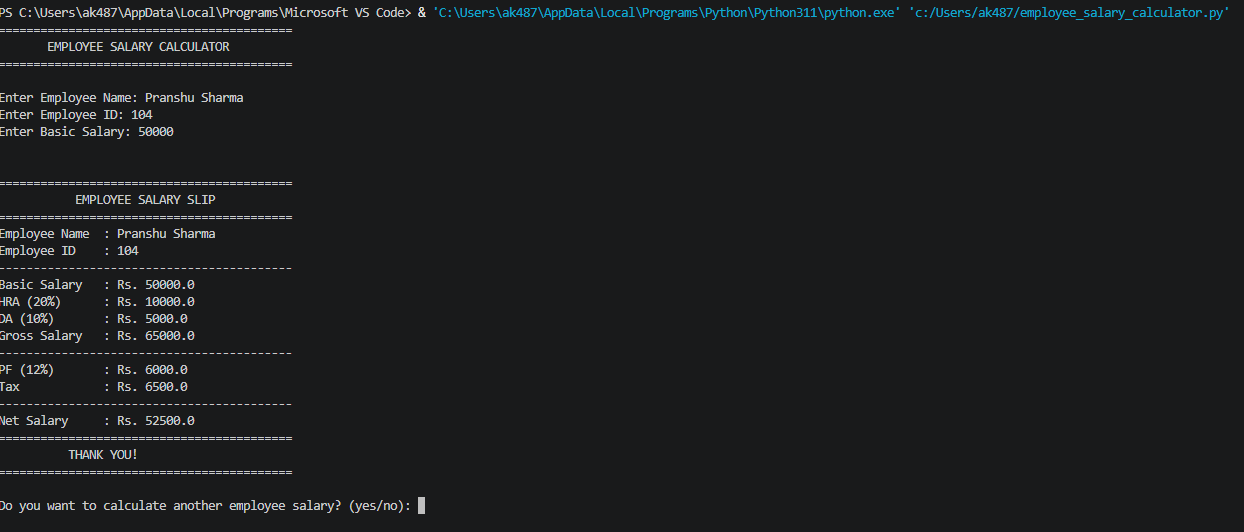 PS C:\Users\ak487\AppData\Local\Programs\Microsoft VS Code> & 'C:\Users\ak487\AppData\Local\Programs\Python\Python311\python.exe' 'c:/Users/ak487/employee_salary_calculator.py'
==========================================
EMPLOYEE SALARY CALCULATOR
==========================================
Enter Employee Name: Pranshu Sharma
Enter Employee ID: 104
Enter Basic Salary: 50000
==========================================
EMPLOYEE SALARY SLIP
==========================================
Employee Name  : Pranshu Sharma
Employee ID    : 104
------------------------------------------
Basic Salary   : Rs. 50000.0
HRA (20%)      : Rs. 10000.0
DA (10%)       : Rs. 5000.0
Gross Salary   : Rs. 65000.0
------------------------------------------
PF (12%)       : Rs. 6000.0
Tax            : Rs. 6500.0
------------------------------------------
Net Salary     : Rs. 52500.0
==========================================
THANK YOU!
==========================================
Do you want to calculate another employee salary? (yes/no):